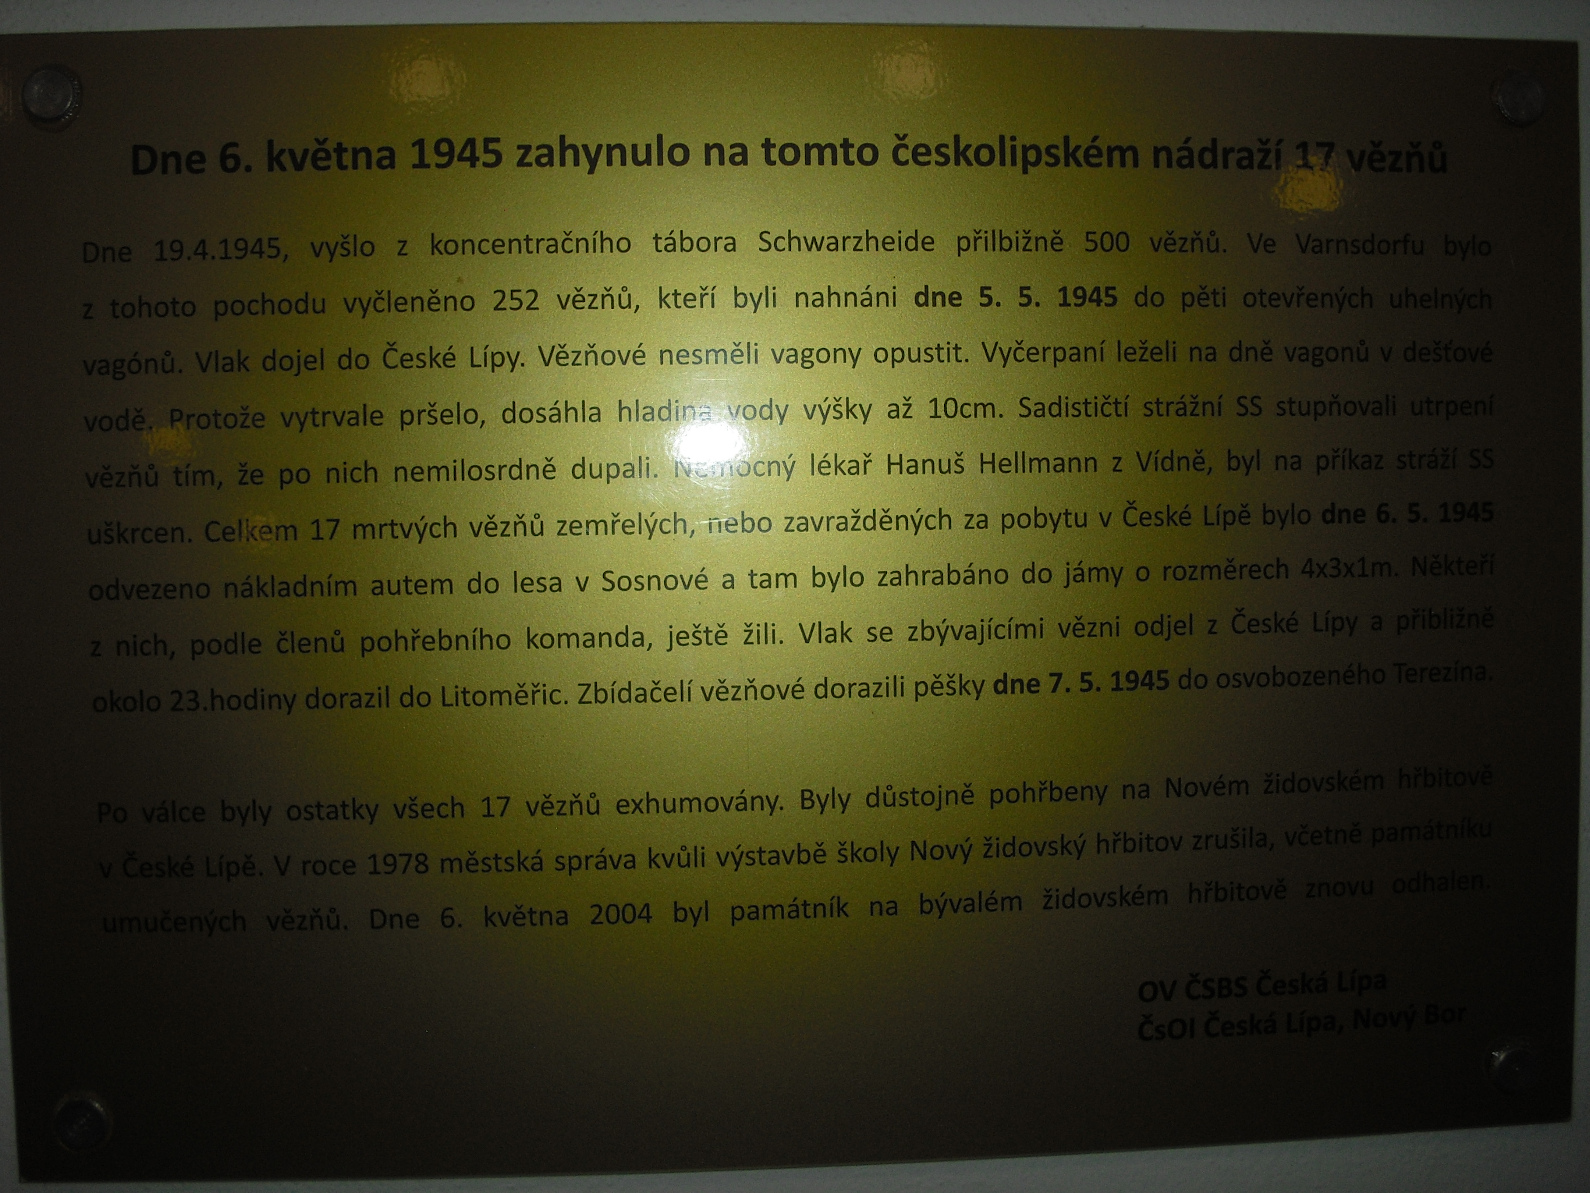 Dne 6. května 1945 zahynulo na tomto českolipském nádraží 17 vězňů
Dne 19.4.1945, vyšlo z koncentračního tábora Schwarzheide přilbižně 500 vězňů. Ve Varnsdorfu bylo
z tohoto pochodu vyčleněno 252 vězňů, kteří byli nahnáni dne 5. 5. 1945 do pěti otevřených uhelných
vagónů. Vlak dojel do České Lípy. Vězňové nesměli vagony opustit. Vyčerpaní leželi na dně vagonů v dešťové
vodě. Protože vytrvale pršelo, dosáhla hladina vody výšky až 10cm. Sadističtí strážní SS stupňovali utrpení
vězňů tím, že po nich nemilosrdně dupali. Nemocný lékař Hanuš Hellmann z Vídně, byl na příkaz stráží SS
uškrcen. Celkem 17 mrtvých vězňů zemřelých, nebo zavražděných za pobytu v České Lípě bylo dne 6. 5. 1945
odvezeno nákladním autem do lesa v Sosnové a tam bylo zahrabáno do jámy o rozměrech 4x3x1m. Někteří
z nich, podle členů pohřebního komanda, ještě žili. Vlak se zbývajícími vězni odjel z České Lípy a přibližně
okolo 23.hodiny dorazil do Litoměřic. Zbídačelí vězňové dorazili pěšky dne 7. 5. 1945 do osvobozeného Terezína.
Po válce byly ostatky všech 17 vězňů exhumovány. Byly důstojně pohřbeny na Novém židovském hřbitově
v České Lípě. V roce 1978 městská správa kvůli výstavbě školy Nový židovský hřbitov zrušila, včetně památníku
umučených vězňů. Dne 6. května 2004 byl památník na bývalém židovském hřbitově znovu odhalen.
OV ČSBS Česká Lípa
ČsOl Česká Lípa, Nový Bor